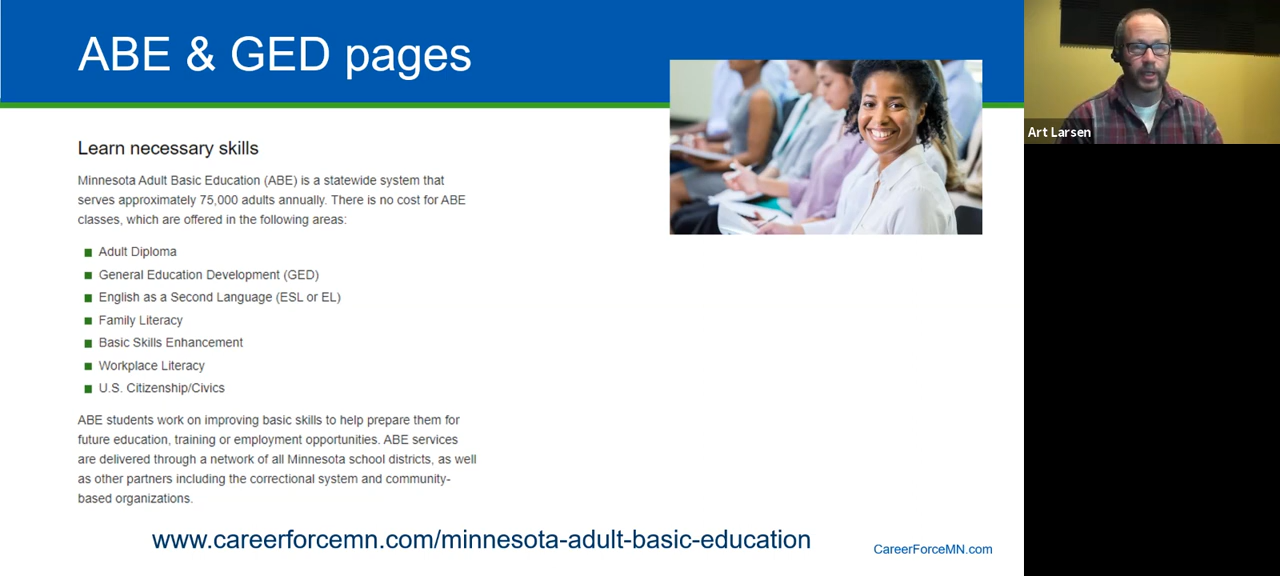 ABE & GED pages
Art Larsen
Learn necessary skills
Minnesota Adult Basic Education (ABE) is a statewide system that
serves approximately 75,000 adults annually. There is no cost for ABE
classes, which are offered in the following areas:
Adult Diploma
General Education Development (GED)
English as a Second Language (ESL or EL)
Family Literacy
Basic Skills Enhancement
Workplace Literacy
U.S. Citizenship/Civics
ABE students work on improving basic skills to help prepare them for
future education, training or employment opportunities. ABE services
are delivered through a network of all Minnesota school districts, as well
as other partners including the correctional system and community-
based organizations.
www.careerforcemn.com/minnesota-adult-basic-education
CareerForceMN.com